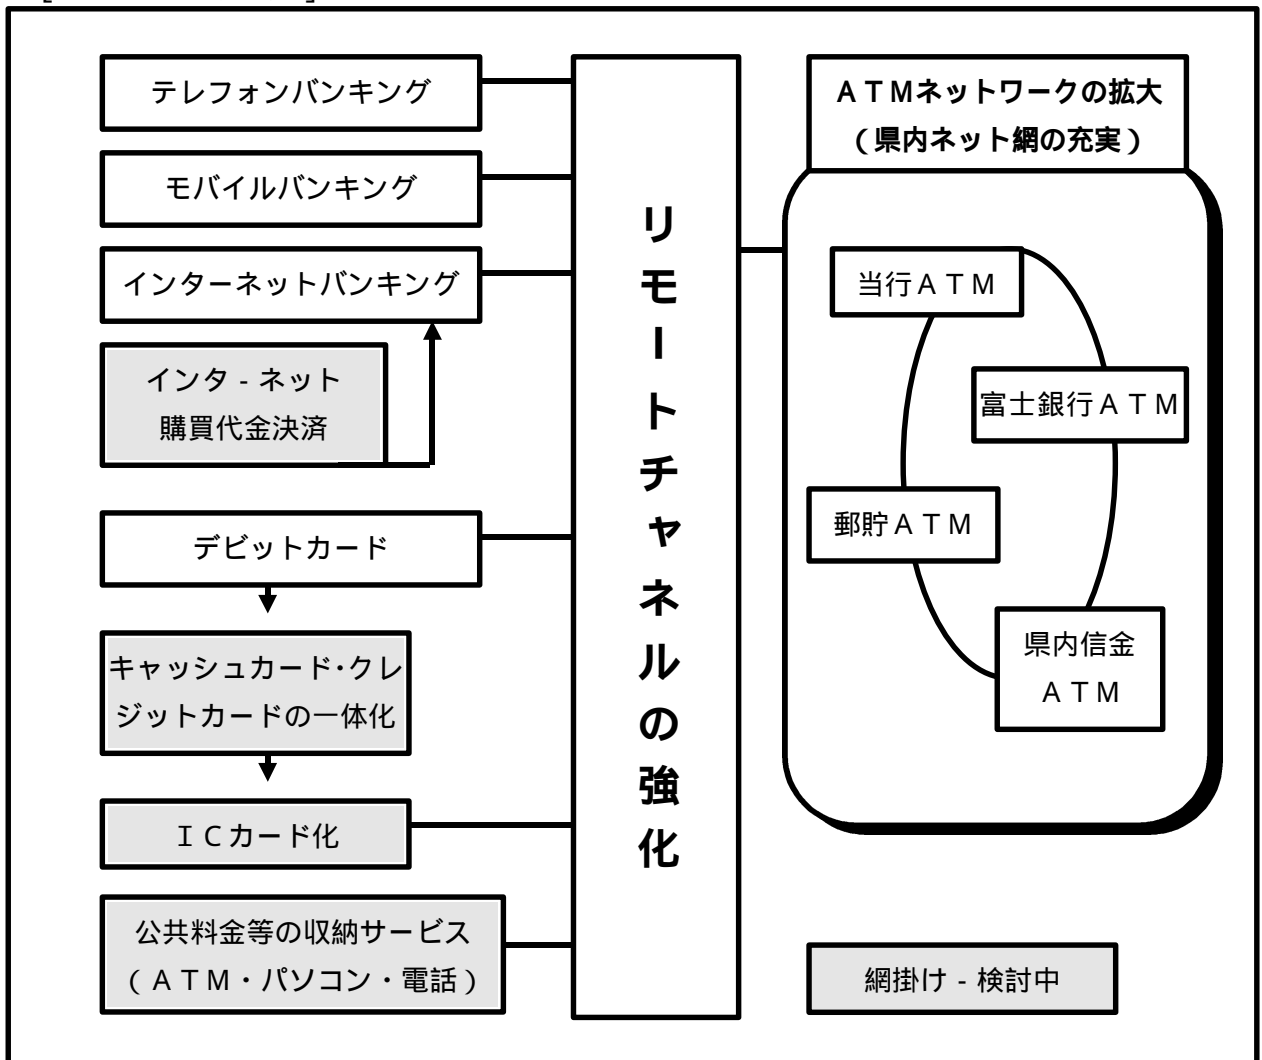 テレフォンバンキング
モバイルバンキング
インターネットバンキング
インタ‐ネット
購買代金決済
デビットカード
キャッシュカード・クレ
ジットカードの一体化
ＩＣカード化
公共料金等の収納サービス
（ＡＴＭ・パソコン・電話）
リモートチャネルの強化
ＡＴＭネットワークの拡大
（県内ネット網の充実）
当行ＡＴＭ
富士銀行ＡＴＭ
郵貯ＡＴＭ
県内信金
ＡＴＭ
網掛け‐検討中